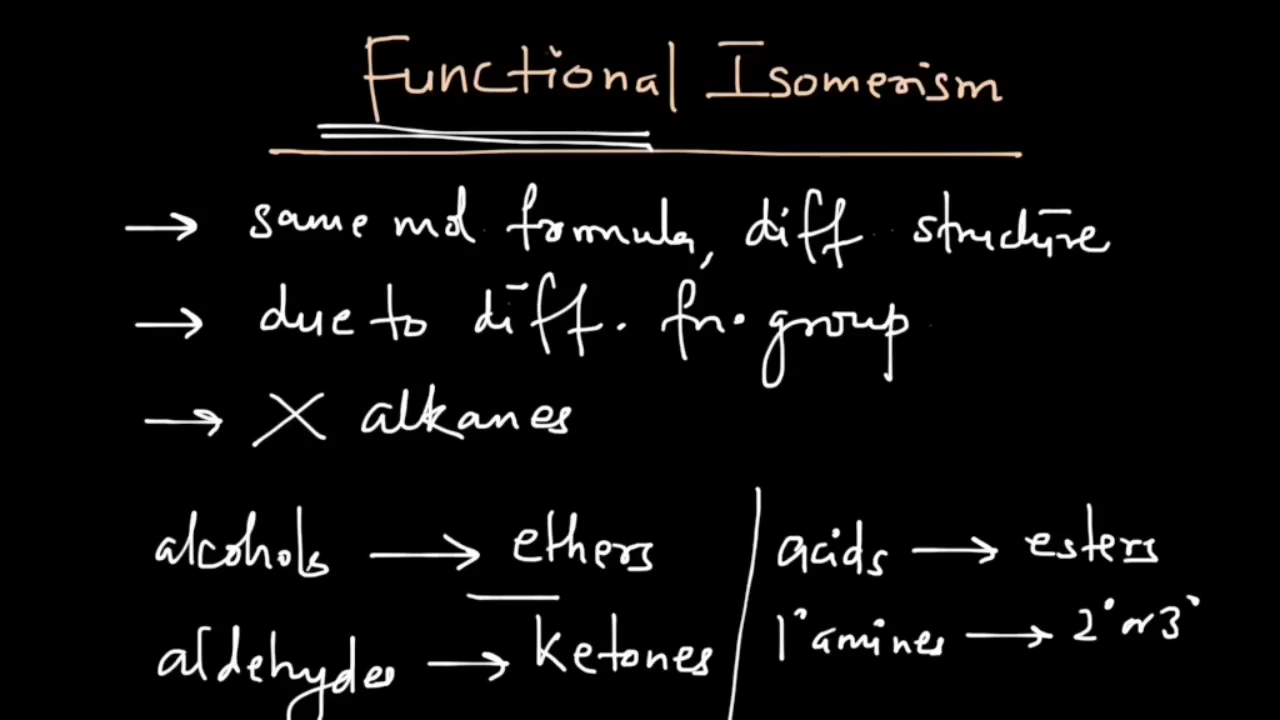 Functional Isomerism
→ same mol formula, diff structure
→ due to diff. fn. group
→ X alkanes
alcohols → ethers
aldehydes → ketones
acids → esters
1° amines → 2° or 3°